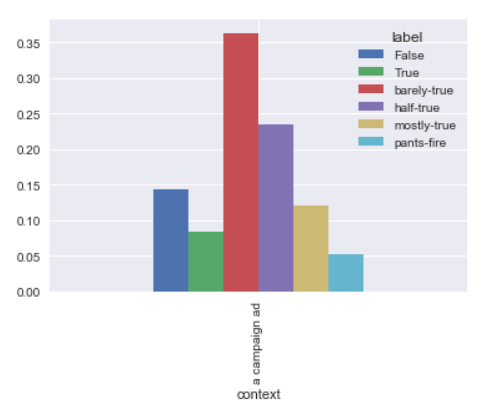 0.35
0.30
0.25
0.20
0.15
0.10
0.05
0.00
label
False
True
barely-true
half-true
mostly-true
pants-fire
a campaign ad
context